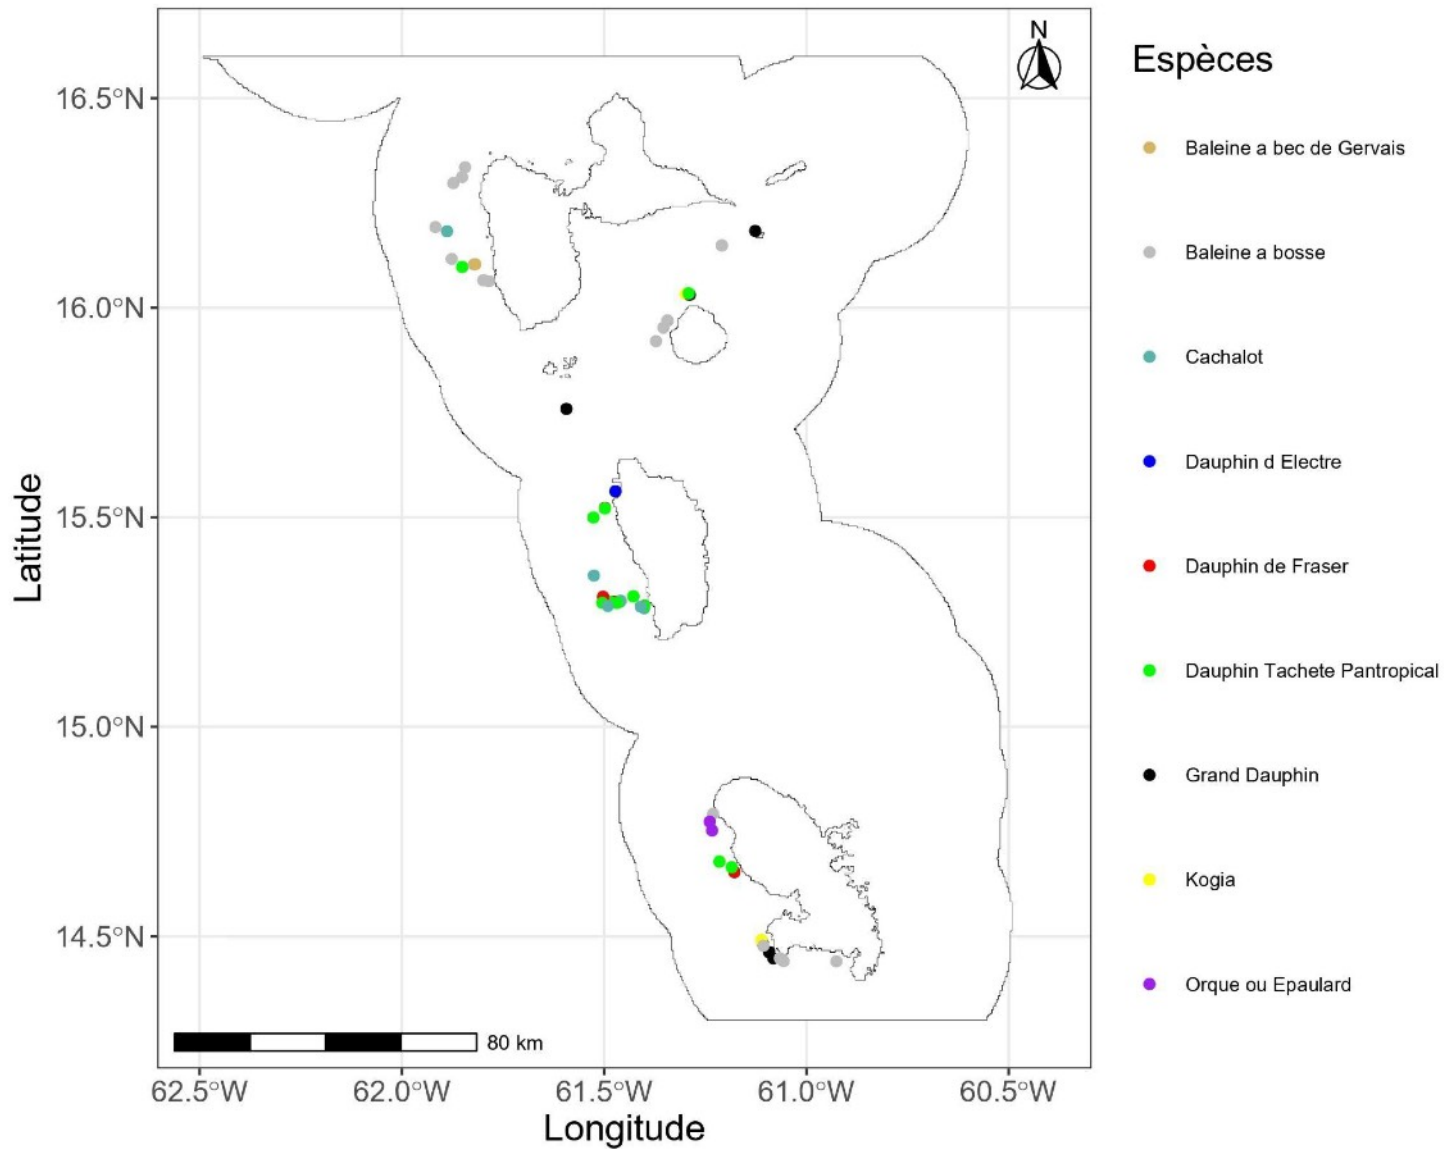 N
Espèces
16.5°N
Baleine a bec de Gervais
Baleine a bosse
16.0°N
Cachalot
Dauphin d Electre
15.5°N
Latitude
Dauphin de Fraser
Dauphin Tachete Pantropical
15.0°N
Grand Dauphin
Kogia
14.5°N
Orque ou Epaulard
80 km
62.5°W 62.0°W 61.5°W 61.0°W 60.5°W
Longitude